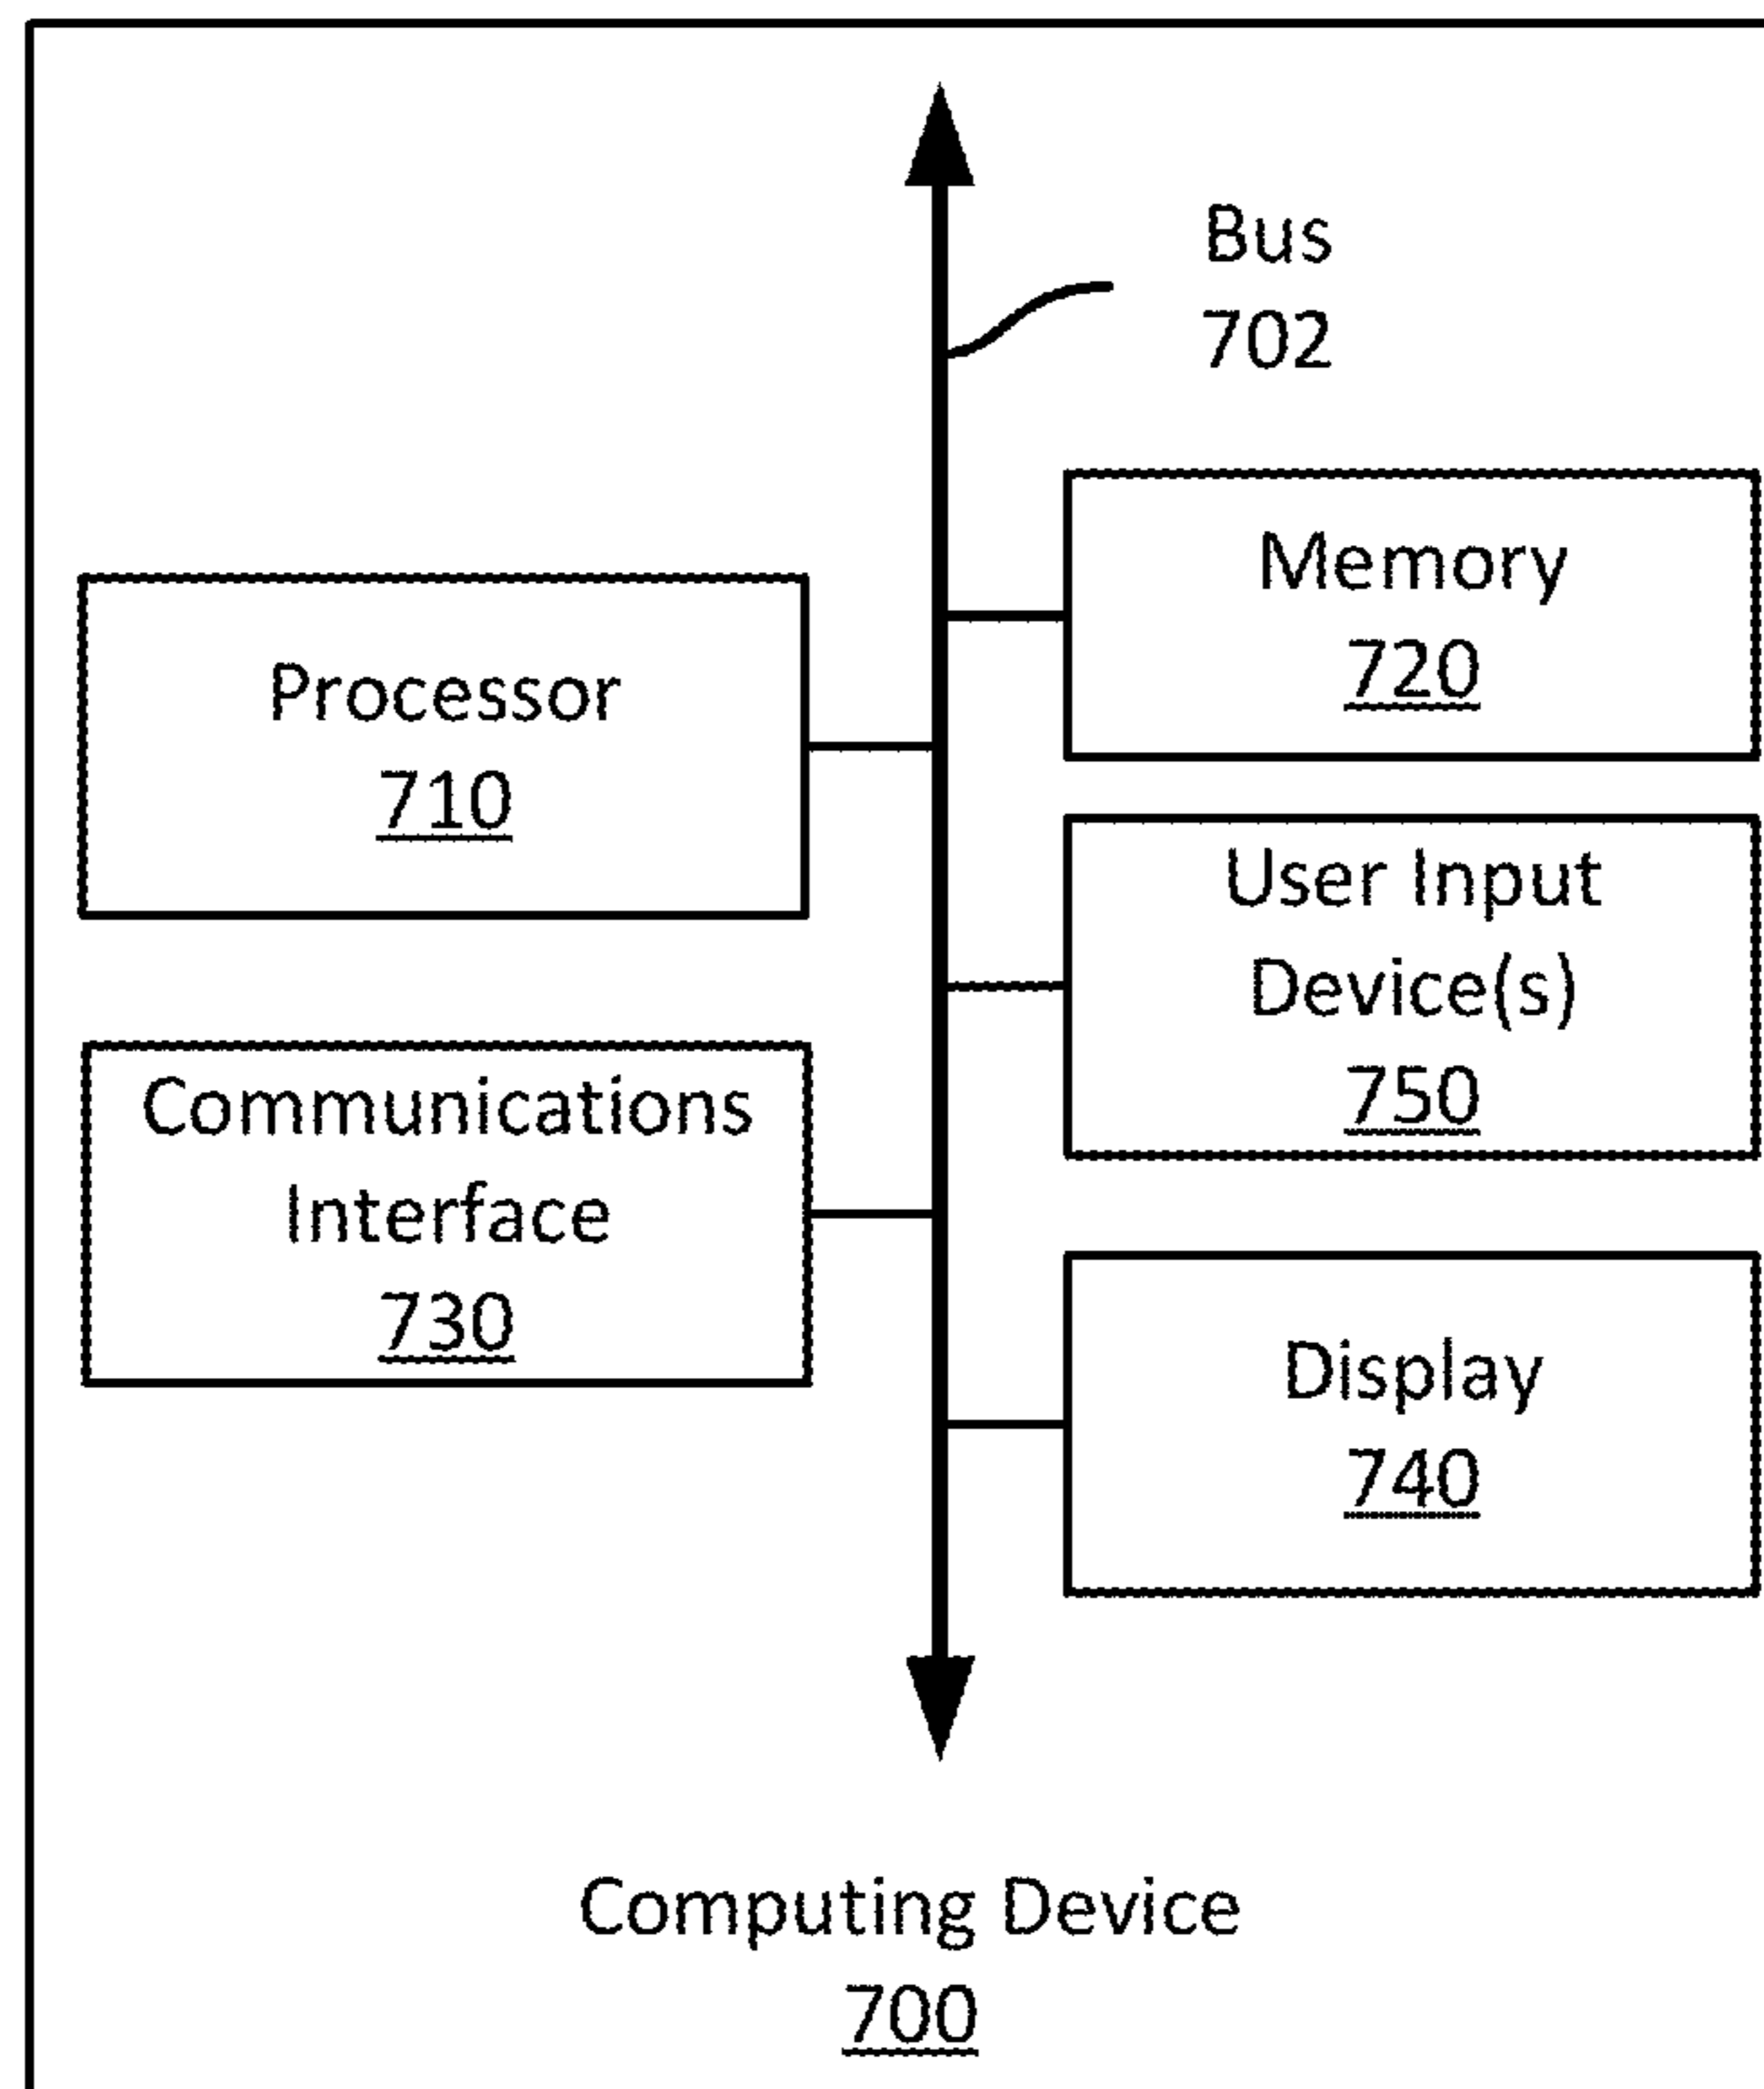 Bus
702
Memory
720
Processor
710
User Input
Device(s)
750
Communications
Interface
730
Display
740
Computing Device
700